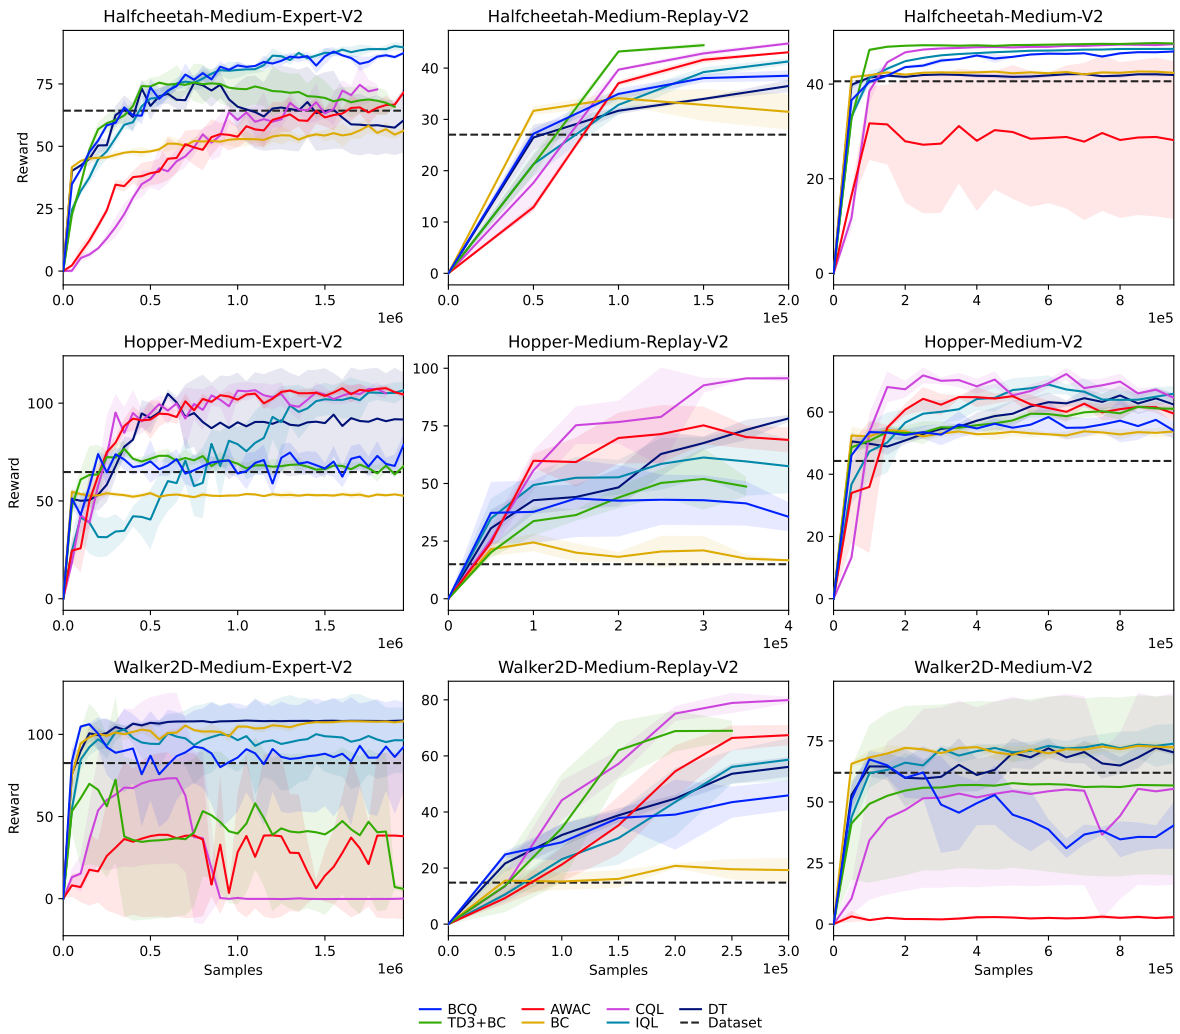 Halfcheetah-Medium-Expert-V2
Halfcheetah-Medium-Replay-V2
Halfcheetah-Medium-V2
Reward
75
50
25
0
0.0 0.5 1.0 1.5
1e6
40
30
20
10
0
0.0 0.5 1.0 1.5 2.0
1e5
40
20
0
0 2 4 6 8
1e5
Hopper-Medium-Expert-V2
Hopper-Medium-Replay-V2
Hopper-Medium-V2
Reward
100
50
0
0.0 0.5 1.0 1.5
1e6
100
75
50
25
0
0 1 2 3 4
1e5
60
40
20
0
0 2 4 6 8
1e5
Walker2D-Medium-Expert-V2
Walker2D-Medium-Replay-V2
Walker2D-Medium-V2
Reward
100
50
0
0.0 0.5 1.0 1.5
Samples
1e6
80
60
40
20
0
0.0 0.5 1.0 1.5 2.0 2.5 3.0
Samples
1e5
75
50
25
0
0 2 4 6 8
Samples
1e5
BCQ AWAC CQL DT
TD3+BC BC IQL Dataset